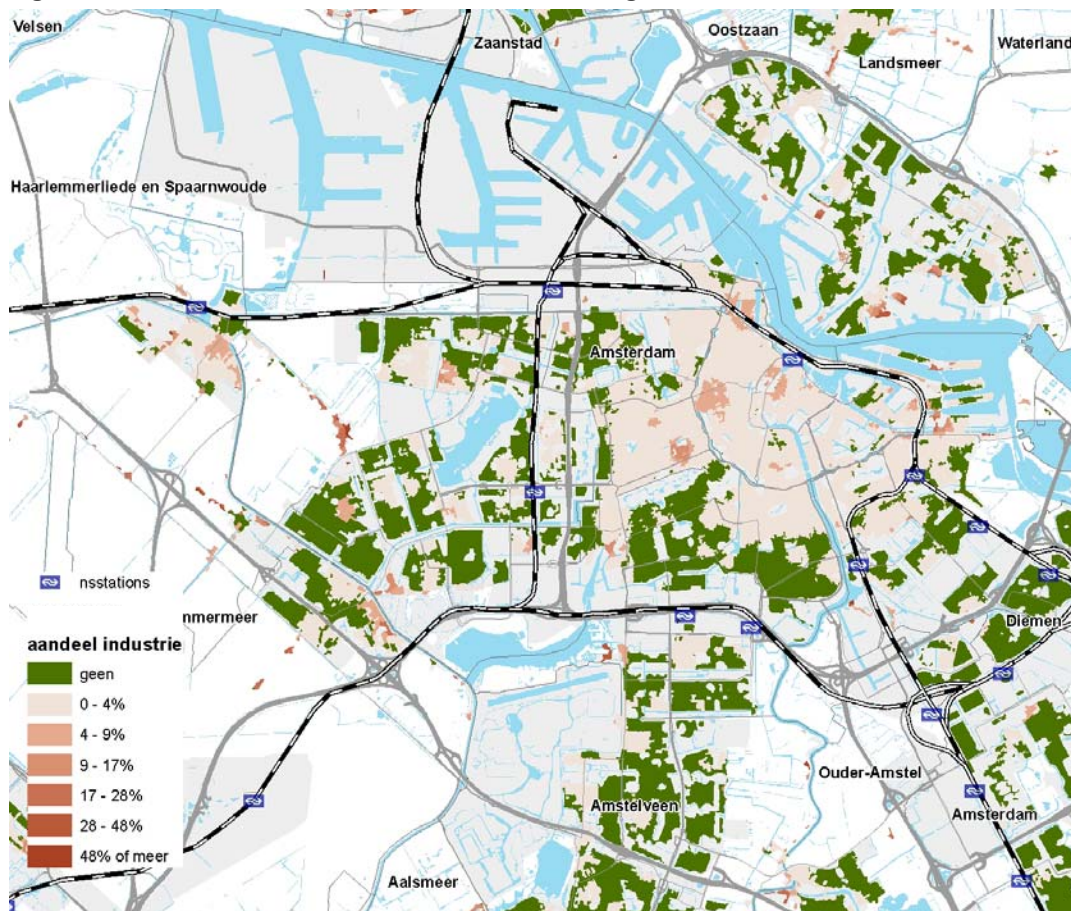 Velsen
Zaanstad
Oostzaan
Landsmeer
Waterland
Haarlemmerliede en Spaarnwoude
Amsterdam
nsstations
mmermeer
aandeel industrie
geen
0 - 4%
4 - 9%
9 - 17%
17 - 28%
28 - 48%
48% of meer
Diemen
Ouder-Amstel
Amstelveen
Amsterdam
Aalsmeer